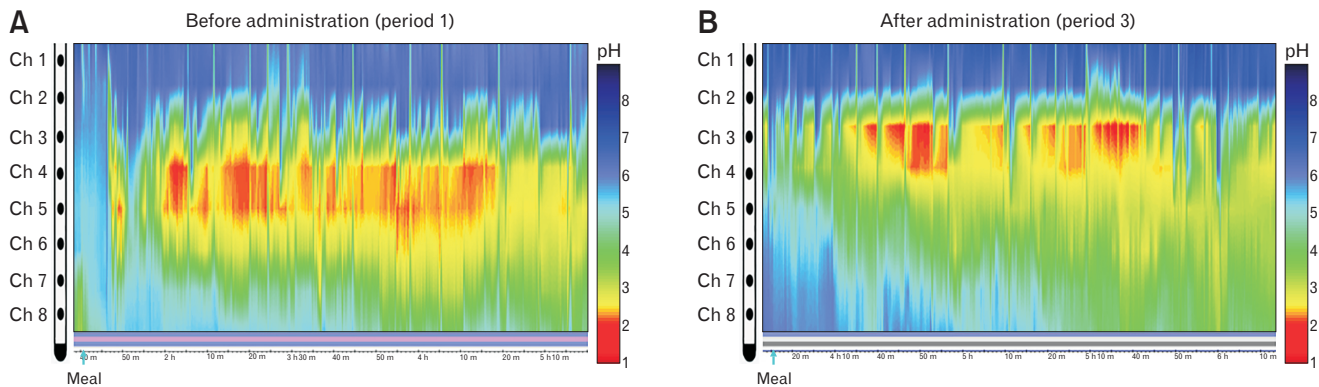 A
Before administration (period 1)
pH
Ch 1
Ch 2
Ch 3
Ch 4
Ch 5
Ch 6
Ch 7
Ch 8
8
7
6
5
4
3
2
1
50 m 2 h 10 m 20 m 3 h30 m 40 m 50 m 4 h 10 m 20 m 5 h10 m
Meal
B
After administration (period 3)
pH
Ch 1
Ch 2
Ch 3
Ch 4
Ch 5
Ch 6
Ch 7
Ch 8
8
7
6
5
4
3
2
1
20 m 4 h10 m 40 m 50 m 5 h 10 m 20 m 5 h10 m 40 m 50 m 6 h 10 m
Meal